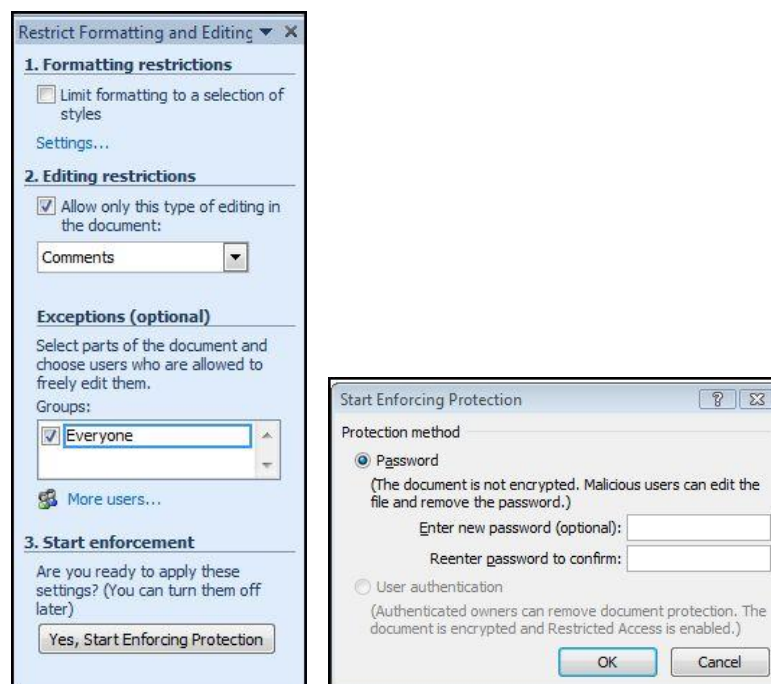 Restrict Formatting and Editing
1. Formatting restrictions
Limit formatting to a selection of
styles
Settings...
2. Editing restrictions
Allow only this type of editing in
the document:
Comments
Exceptions (optional)
Select parts of the document and
choose users who are allowed to
freely edit them.
Groups:
Everyone
More users...
3. Start enforcement
Are you ready to apply these
settings? (You can turn them off
later)
Yes, Start Enforcing Protection
Start Enforcing Protection
Protection method
Password
(The document is not encrypted. Malicious users can edit the
file and remove the password.)
Enter new password (optional):
Reenter password to confirm:
User authentication
(Authenticated owners can remove document protection. The
document is encrypted and Restricted Access is enabled.)
OK
Cancel